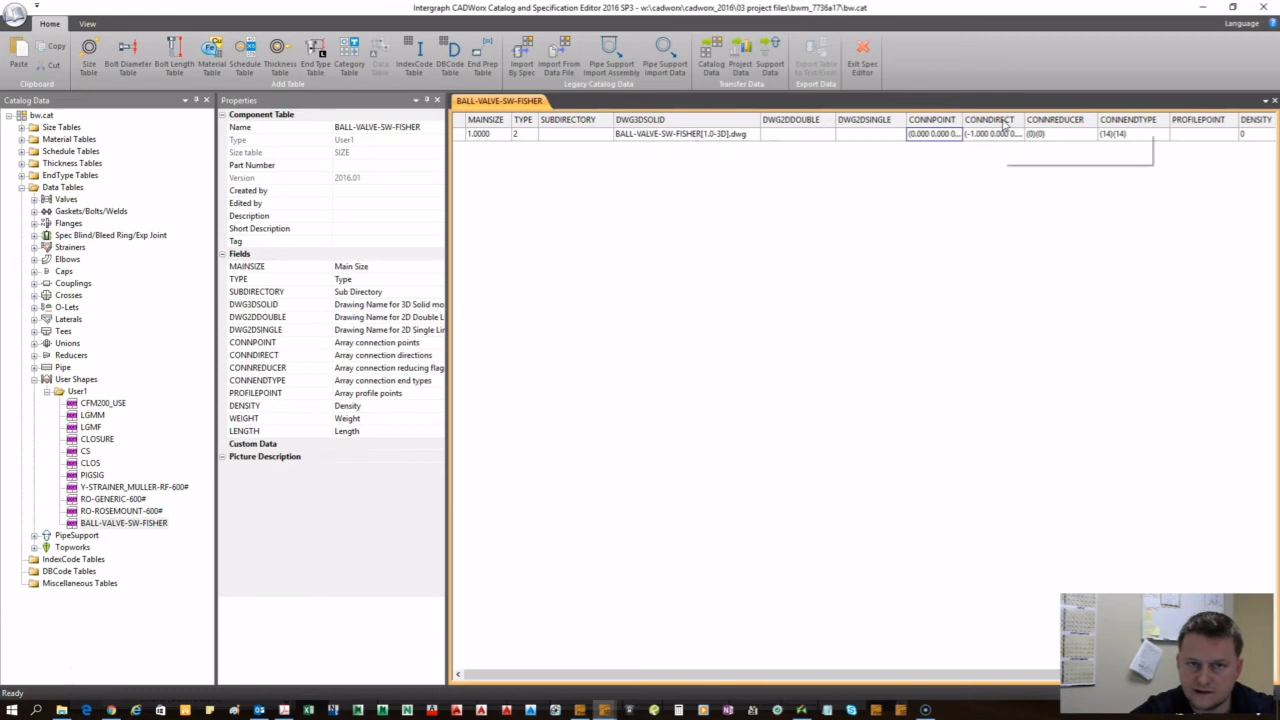 Intergraph CADWorx Catalog and Specification Editor 2016 SP3 - w:\cadworx\cadworx\03 project files\bwm_7736a17\bw.cat
Home View Language
Paste Copy Cut Size Table Bolt Diameter Table Bolt Length Table Material Table Schedule Table Thickness Table End Type Table Category Table Data Table IndexCode Table DBCode Table End Prep Table Import By Spec Import From Data File Pipe Support Import Assembly Pipe Support Import Data Catalog Data Project Data Support Data Export Table to Text/Excel Exit Spec Editor
Clipboard Add Table Legacy Catalog Data Transfer Data Export Data
Catalog Data
bw.cat
Size Tables
Material Tables
Schedule Tables
Thickness Tables
EndType Tables
Data Tables
Valves
Gaskets/Bolts/Welds
Flanges
Spec Blind/Bleed Ring/Exp Joint
Strainers
Elbows
Caps
Couplings
Crosses
O-Lets
Laterals
Tees
Unions
Reducers
Pipe
User Shapes
User1
CFM200_USE
LGMM
LGMF
CLOSURE
CS
CLOS
PIGSIG
Y-STRAINER_MULLER-RF-600#
RO-GENERIC-600#
RO-ROSEMOUNT-600#
BALL-VALVE-SW-FISHER
PipeSupport
Topworks
IndexCode Tables
DBCode Tables
Miscellaneous Tables
Properties
Component Table
Name BALL-VALVE-SW-FISHER
Type User1
Size table SIZE
Part Number
Version 2016.01
Created by
Edited by
Description
Short Description
Tag
Fields
MAINSIZE Main Size
TYPE Type
SUBDIRECTORY Sub Directory
DWG3DSOLID Drawing Name for 3D Solid mo
DWG2DDOUBLE Drawing Name for 2D Double L
DWG2DSINGLE Drawing Name for 2D Single Lir
CONNPOINT Array connection points
CONNDIRECT Array connection directions
CONNREDUCER Array connection reducing flag
CONNENDTYPE Array connection end types
PROFILEPOINT Array profile points
DENSITY Density
WEIGHT Weight
LENGTH Length
Custom Data
Picture Description
BALL-VALVE-SW-FISHER
MAINSIZE TYPE SUBDIRECTORY DWG3DSOLID DWG2DDOUBLE DWG2DSINGLE CONNPOINT CONNDIRECT CONNREDUCER CONNENDTYPE PROFILEPOINT DENSITY
1.0000 2 BALL-VALVE-SW-FISHER[1.0-3D].dwg (0.000 0.000 0.... (-1.000 0.000 0.... (0)(0) (14)(14) 0
Ready